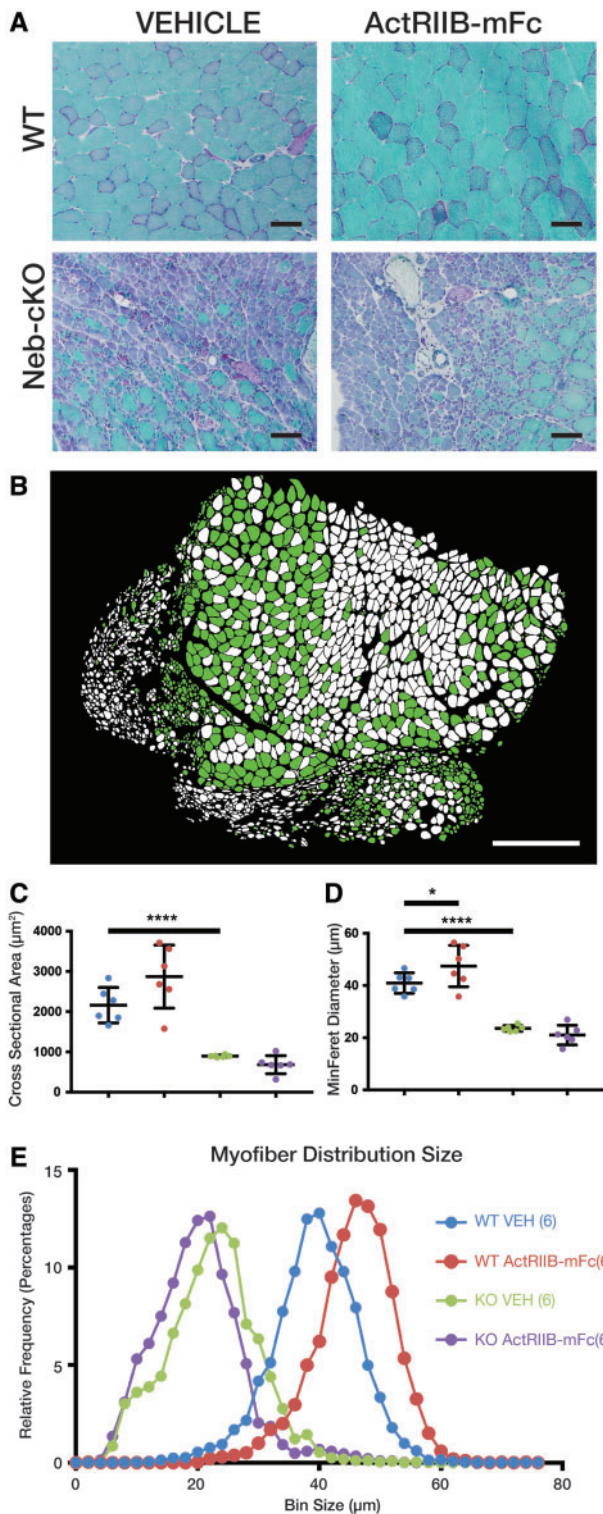 A
VEHICLE
ActRIIB-mFc
WT
Neb-cKO
B
C
D
****
*
****
Cross Sectional Area (µm²)
4000
3000
2000
1000
0
MinFeret Diameter (µm)
60
40
20
0
E
Myofiber Distribution Size
Relative Frequency (Percentages)
15
10
5
0
WT VEH (6)
WT ActRIIB-mFc(6
KO VEH (6)
KO ActRIIB-mFc(6
0
20
40
60
80
Bin Size (µm)